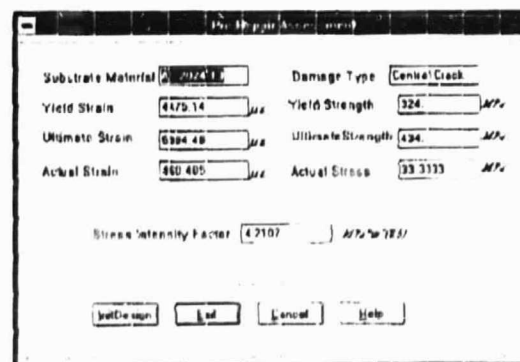 Pre Repair Assessment
Substrate Material 2024 Damage Type Central Crack
Yield Strain 4475.14 με Yield Strength 324. MPa
Ultimate Strain 5994.48 με Ultimate Strength 434. MPa
Actual Strain 460.405 με Actual Stress 33.3333 MPa
Stress Intensity Factor 4.2107
Exit Cancel Help